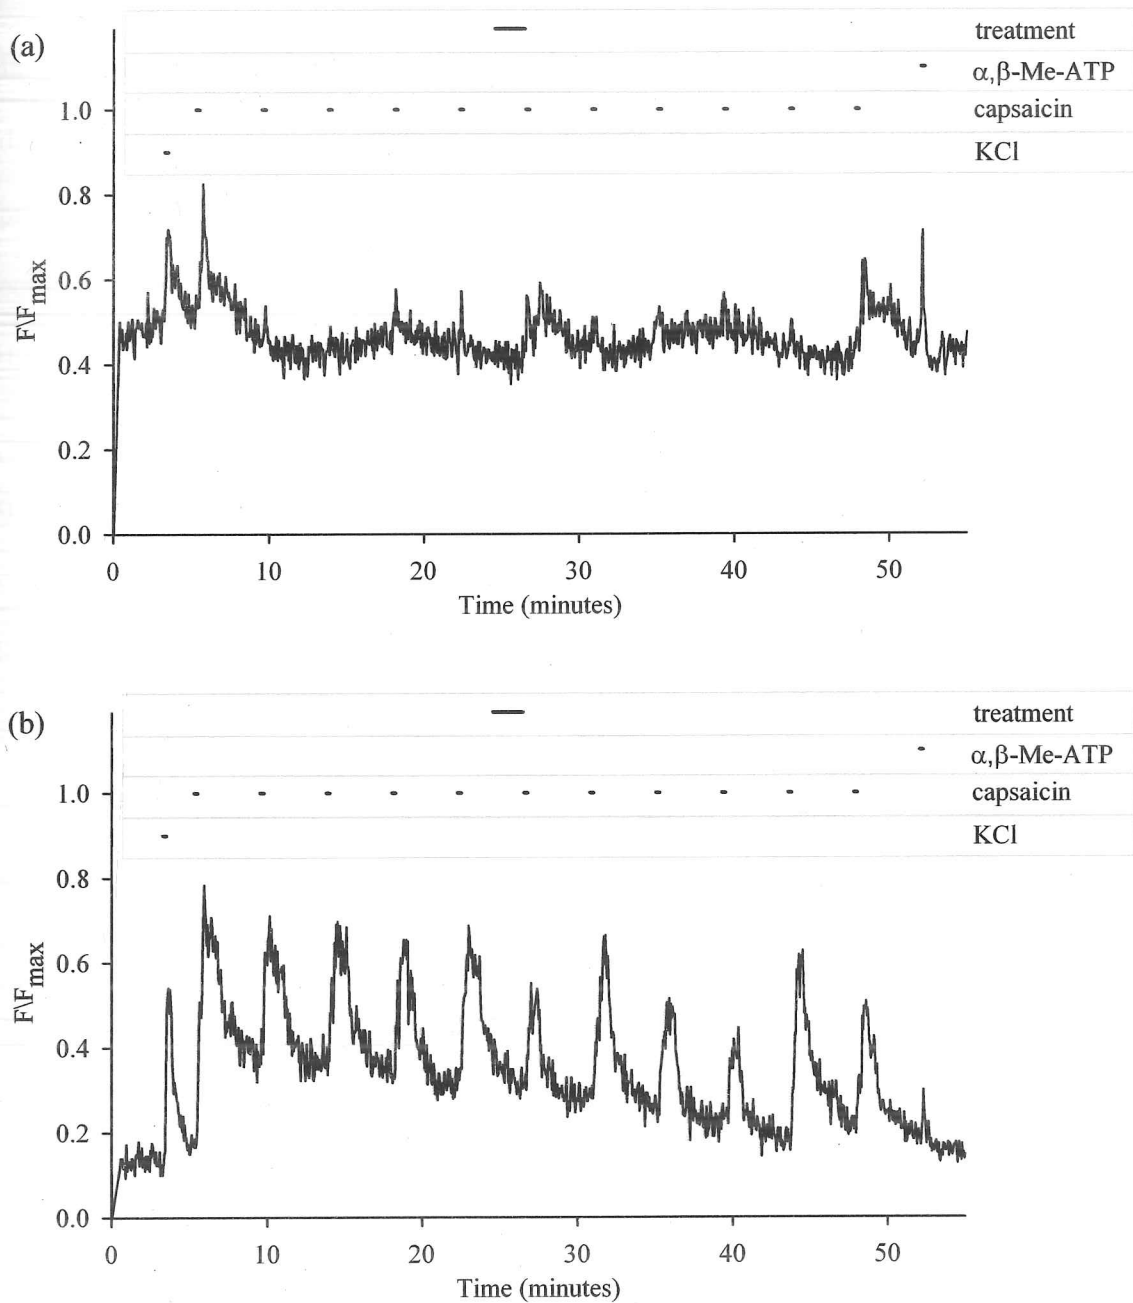 (a)
treatment
α,β-Me-ATP
capsaicin
KCl
1.0
0.8
0.6
0.4
0.2
0.0
F\Fmax
0 10 20 30 40 50
Time (minutes)
(b)
treatment
α,β-Me-ATP
capsaicin
KCl
1.0
0.8
0.6
0.4
0.2
0.0
F\Fmax
0 10 20 30 40 50
Time (minutes)